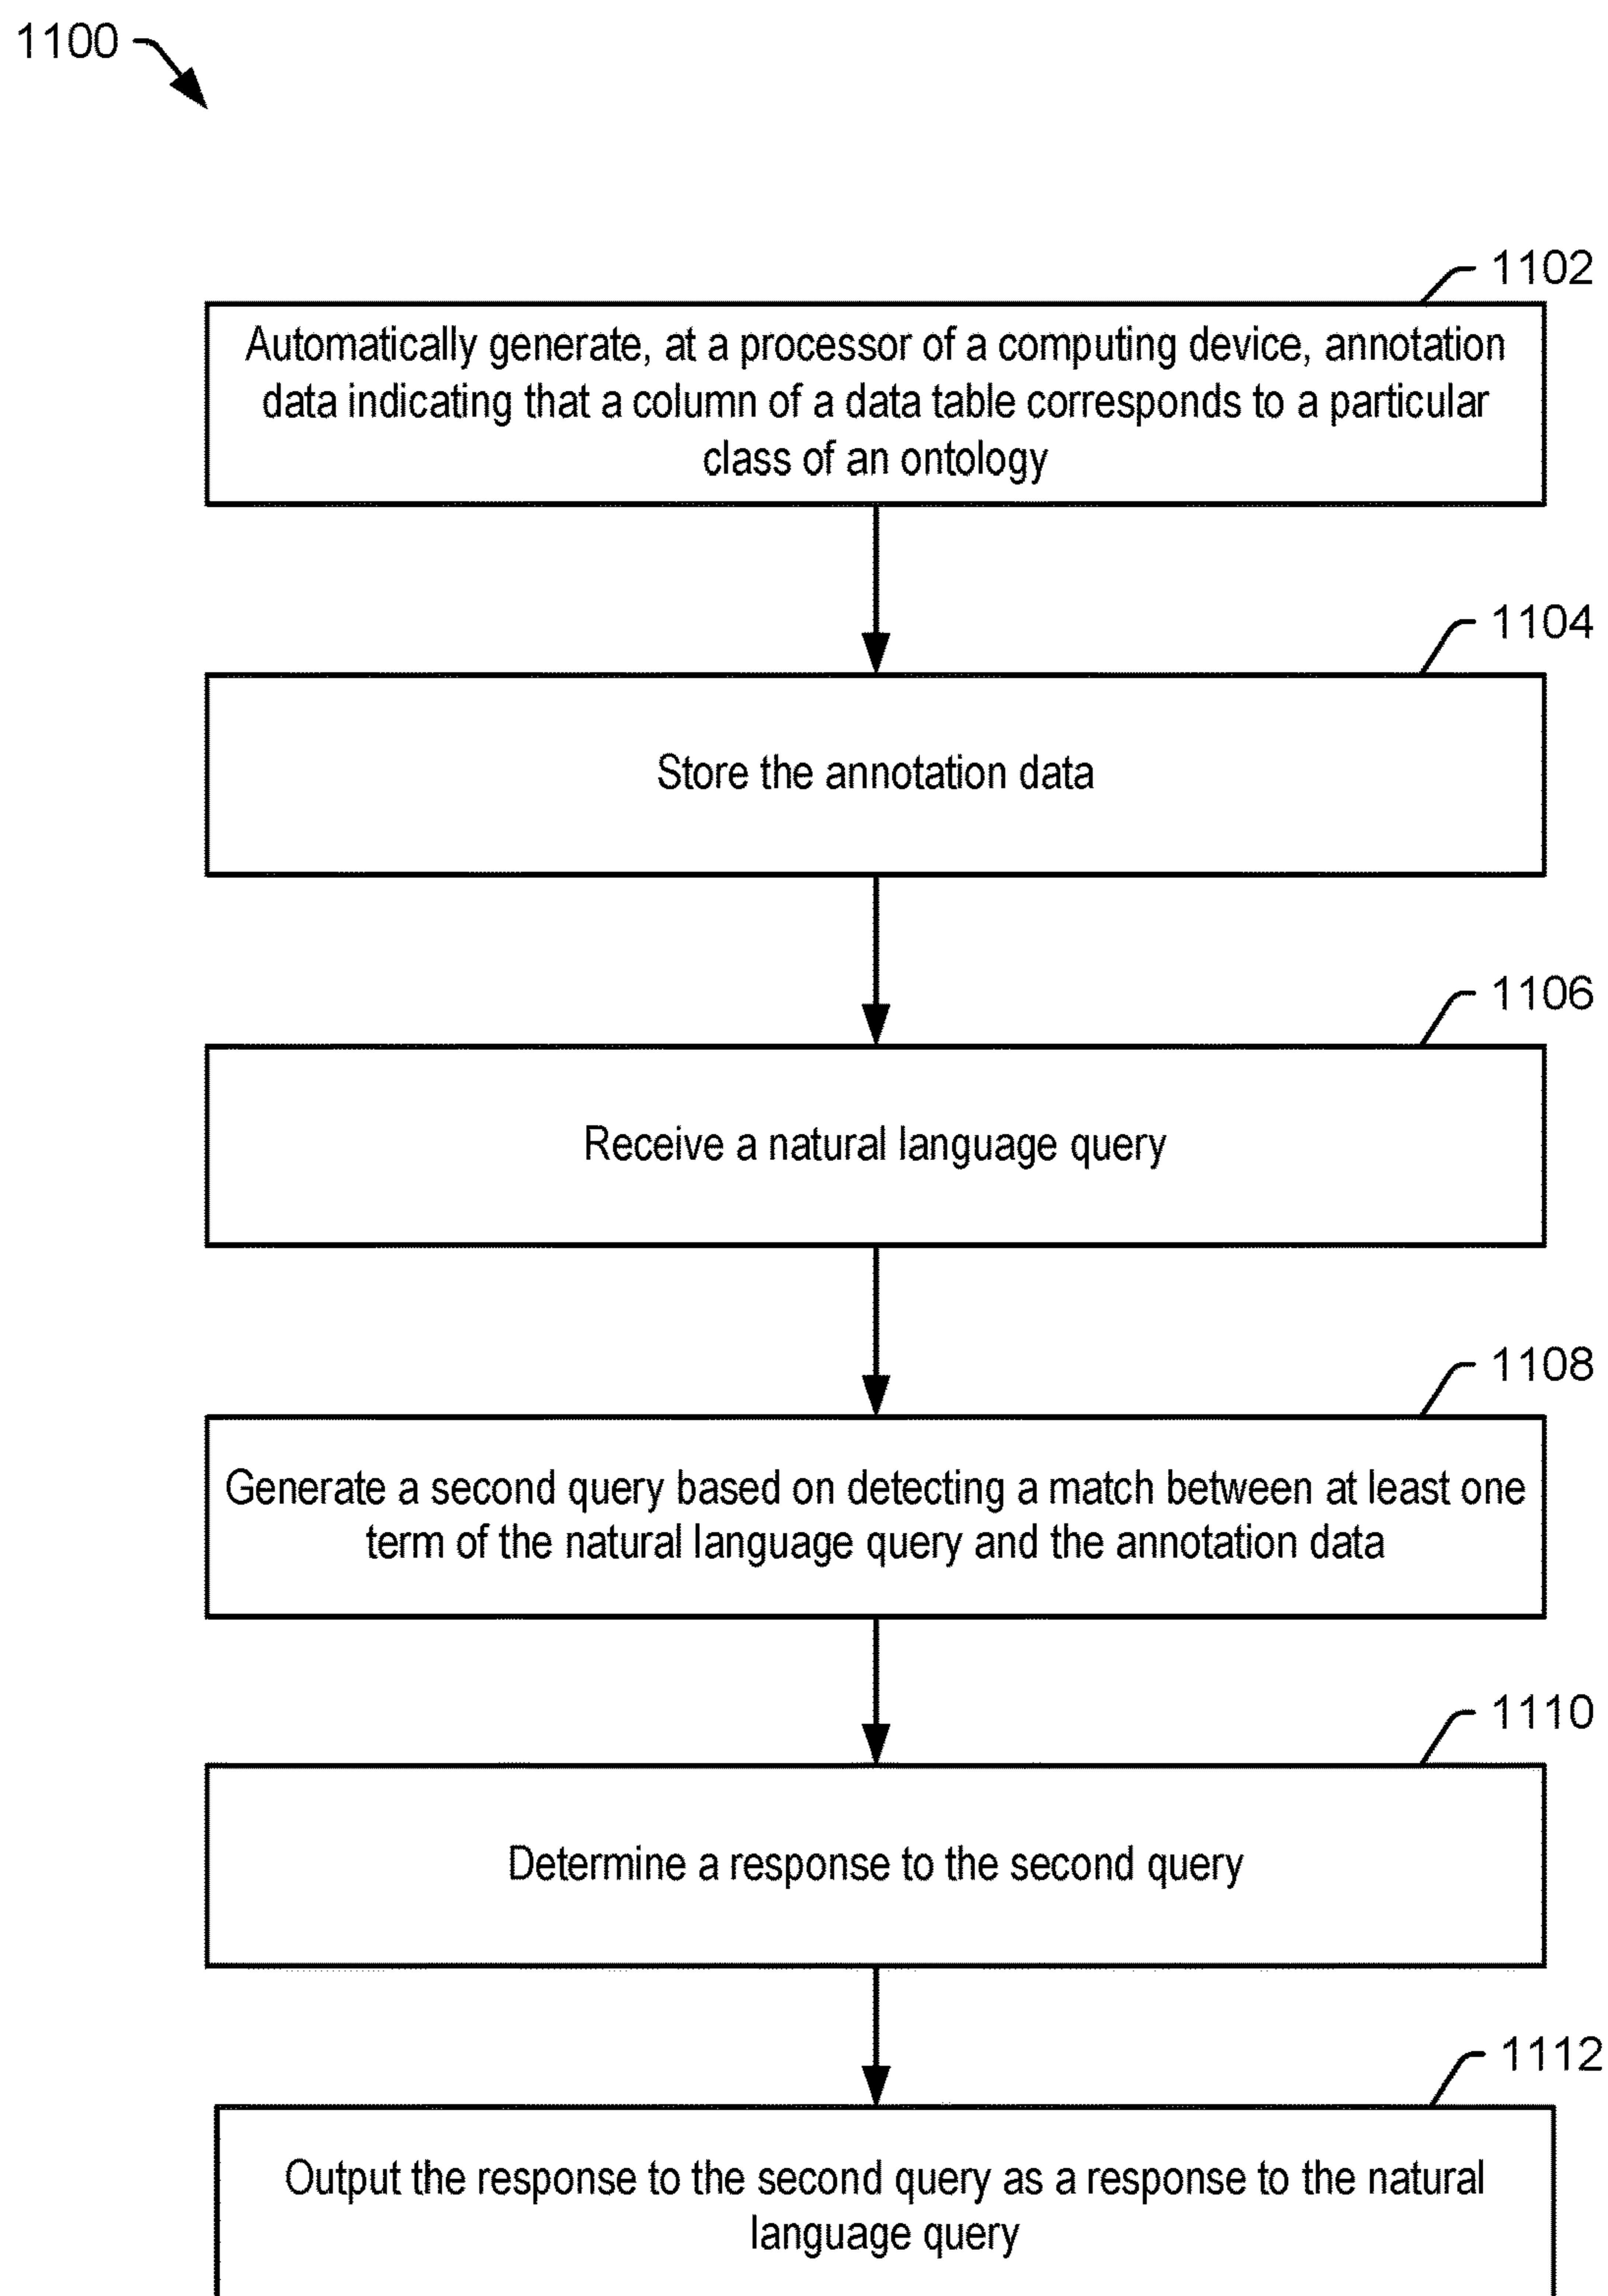 1100
1102
Automatically generate, at a processor of a computing device, annotation
data indicating that a column of a data table corresponds to a particular
class of an ontology
1104
Store the annotation data
1106
Receive a natural language query
1108
Generate a second query based on detecting a match between at least one
term of the natural language query and the annotation data
1110
Determine a response to the second query
1112
Output the response to the second query as a response to the natural
language query